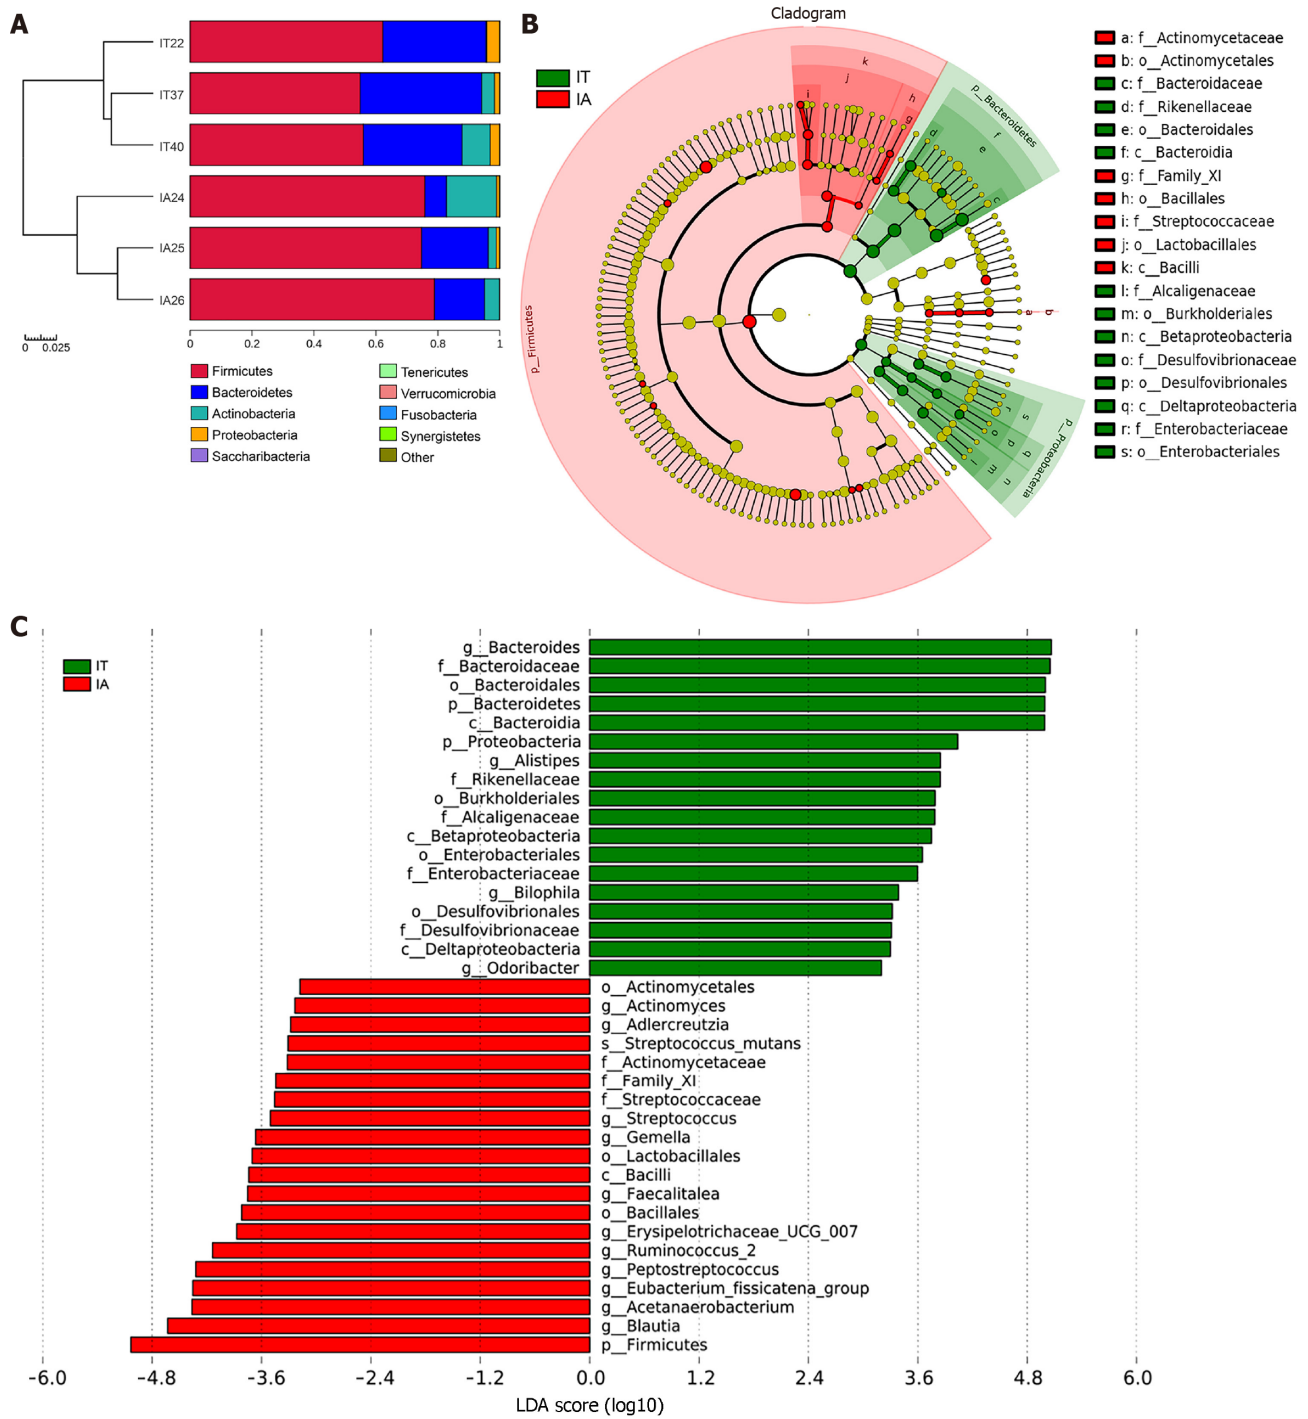 A
IT22
IT37
IT40
IA24
IA25
IA26
0 0.025
0 0.2 0.4 0.6 0.8 1
Firmicutes
Bacteroidetes
Actinobacteria
Proteobacteria
Saccharibacteria
Tenericutes
Verrucomicrobia
Fusobacteria
Synergistetes
Other
B
Cladogram
IT
IA
p__Firmicutes
k
j
i
h
g
p__Bacteroidetes
d
f
e
c
a
b
r
s
o
p
q
l
m
n
p__Proteobacteria
a: f__Actinomycetaceae
b: o__Actinomycetales
c: f__Bacteroidaceae
d: f__Rikenellaceae
e: o__Bacteroidales
f: c__Bacteroidia
g: f__Family_XI
h: o__Bacillales
i: f__Streptococcaceae
j: o__Lactobacillales
k: c__Bacilli
l: f__Alcaligenaceae
m: o__Burkholderiales
n: c__Betaproteobacteria
o: f__Desulfovibrionaceae
p: o__Desulfovibrionales
q: c__Deltaproteobacteria
r: f__Enterobacteriaceae
s: o__Enterobacteriales
C
IT
IA
g__Bacteroides
f__Bacteroidaceae
o__Bacteroidales
p__Bacteroidetes
c__Bacteroidia
p__Proteobacteria
g__Alistipes
f__Rikenellaceae
o__Burkholderiales
f__Alcaligenaceae
c__Betaproteobacteria
o__Enterobacteriales
f__Enterobacteriaceae
g__Bilophila
o__Desulfovibrionales
f__Desulfovibrionaceae
c__Deltaproteobacteria
g__Odoribacter
o__Actinomycetales
g__Actinomyces
g__Adlercreutzia
s__Streptococcus_mutans
f__Actinomycetaceae
f__Family_XI
f__Streptococcaceae
g__Streptococcus
g__Gemella
o__Lactobacillales
c__Bacilli
g__Faecalitalea
o__Bacillales
g__Erysipelotrichaceae_UCG_007
g__Ruminococcus_2
g__Peptostreptococcus
g__Eubacterium_fissicatena_group
g__Acetanaerobacterium
g__Blautia
p__Firmicutes
-6.0 -4.8 -3.6 -2.4 -1.2 0.0 1.2 2.4 3.6 4.8 6.0
LDA score (log10)